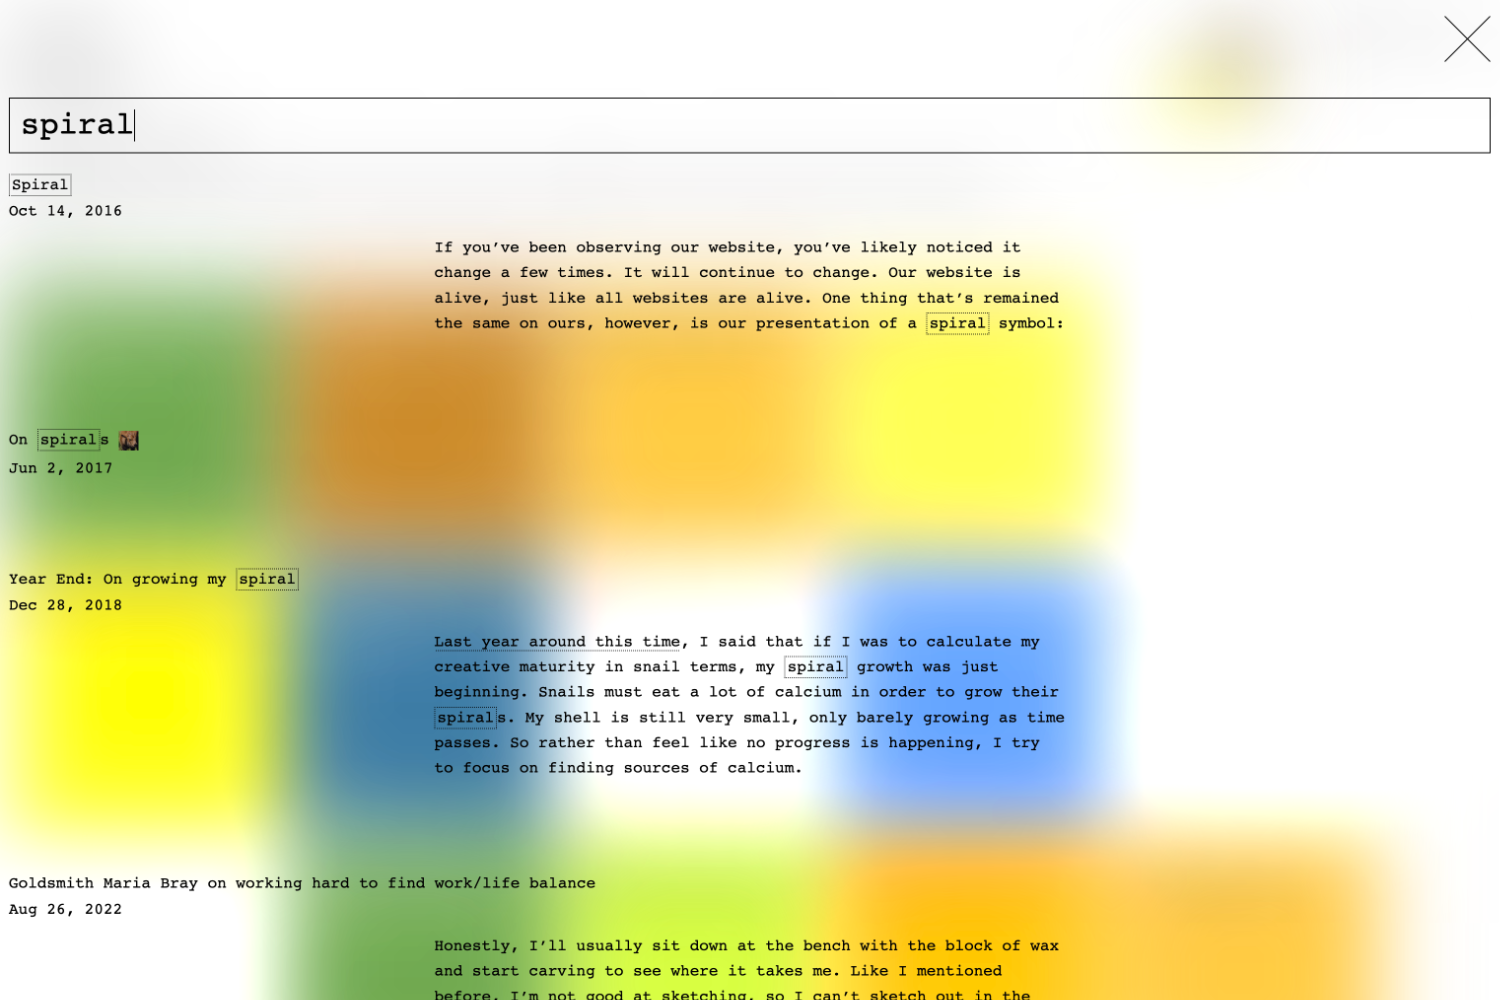 spiral
Spiral
Oct 14, 2016
If you’ve been observing our website, you’ve likely noticed it
change a few times. It will continue to change. Our website is
alive, just like all websites are alive. One thing that’s remained
the same on ours, however, is our presentation of a spiral symbol:
On spirals
Jun 2, 2017
Year End: On growing my spiral
Dec 28, 2018
Last year around this time, I said that if I was to calculate my
creative maturity in snail terms, my spiral growth was just
beginning. Snails must eat a lot of calcium in order to grow their
spirals. My shell is still very small, only barely growing as time
passes. So rather than feel like no progress is happening, I try
to focus on finding sources of calcium.
Goldsmith Maria Bray on working hard to find work/life balance
Aug 26, 2022
Honestly, I’ll usually sit down at the bench with the block of wax
and start carving to see where it takes me. Like I mentioned
before, I’m not good at sketching, so I can’t sketch out in the